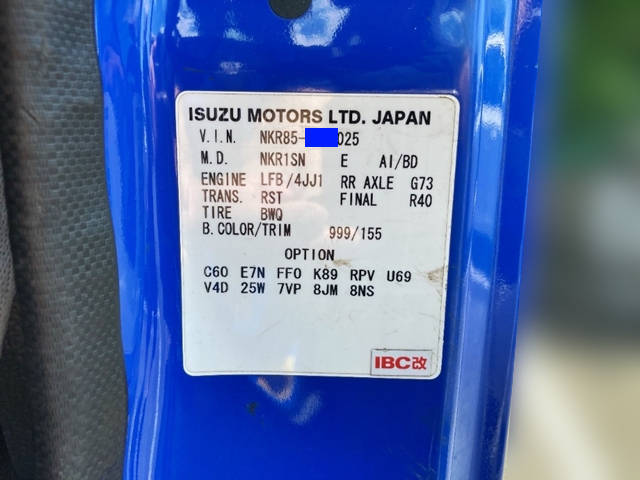 ISUZU MOTORS LTD. JAPAN
V.I.N. NKR85- 025
M.D. NKR1SN E AI/BD
ENGINE LFB/4JJ1 RR AXLE G73
TRANS. RST FINAL R40
TIRE BWQ
B.COLOR/TRIM 999/155
OPTION
C60 E7N FF0 K89 RPV U69
V4D 25W 7VP 8JM 8NS
IBC改